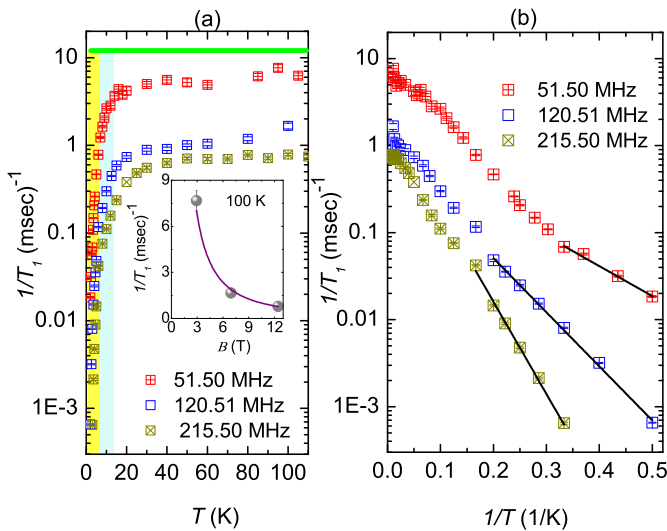 (a)
(b)
10
1
0.1
0.01
1E-3
1/T₁ (msec)⁻¹
0 20 40 60 80 100
T (K)
51.50 MHz
120.51 MHz
215.50 MHz
100 K
9
6
3
0
1/T₁ (msec)⁻¹
0 3 6 9 12
B (T)
10
1
0.1
0.01
1E-3
1/T₁ (msec)⁻¹
51.50 MHz
120.51 MHz
215.50 MHz
0.0 0.1 0.2 0.3 0.4 0.5
1/T (1/K)